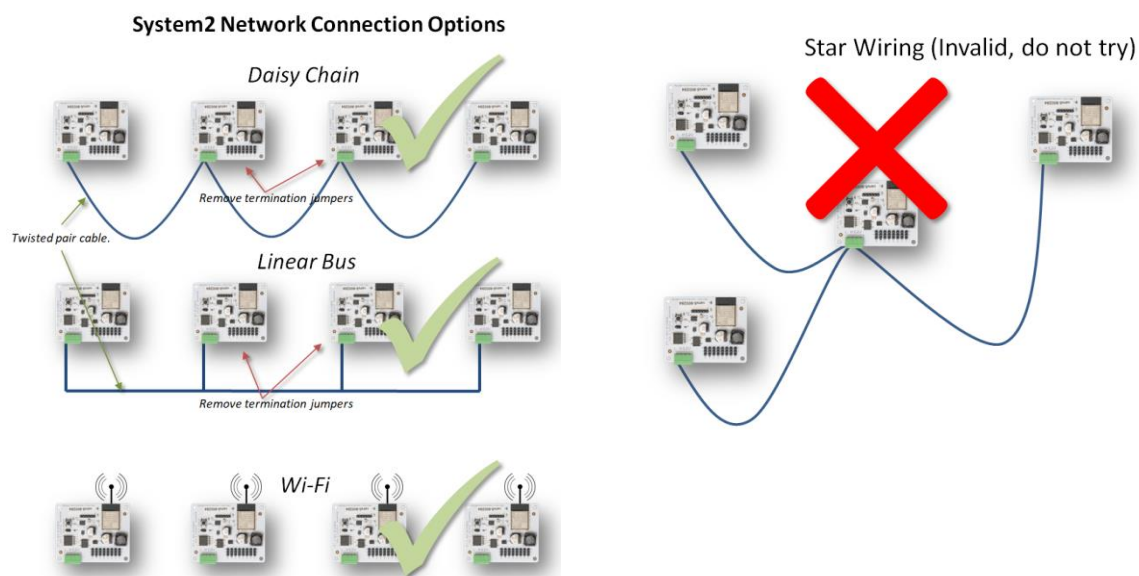 System2 Network Connection Options
Daisy Chain
Remove termination jumpers
Twisted pair cable.
Linear Bus
Remove termination jumpers
Wi-Fi
Star Wiring (Invalid, do not try)